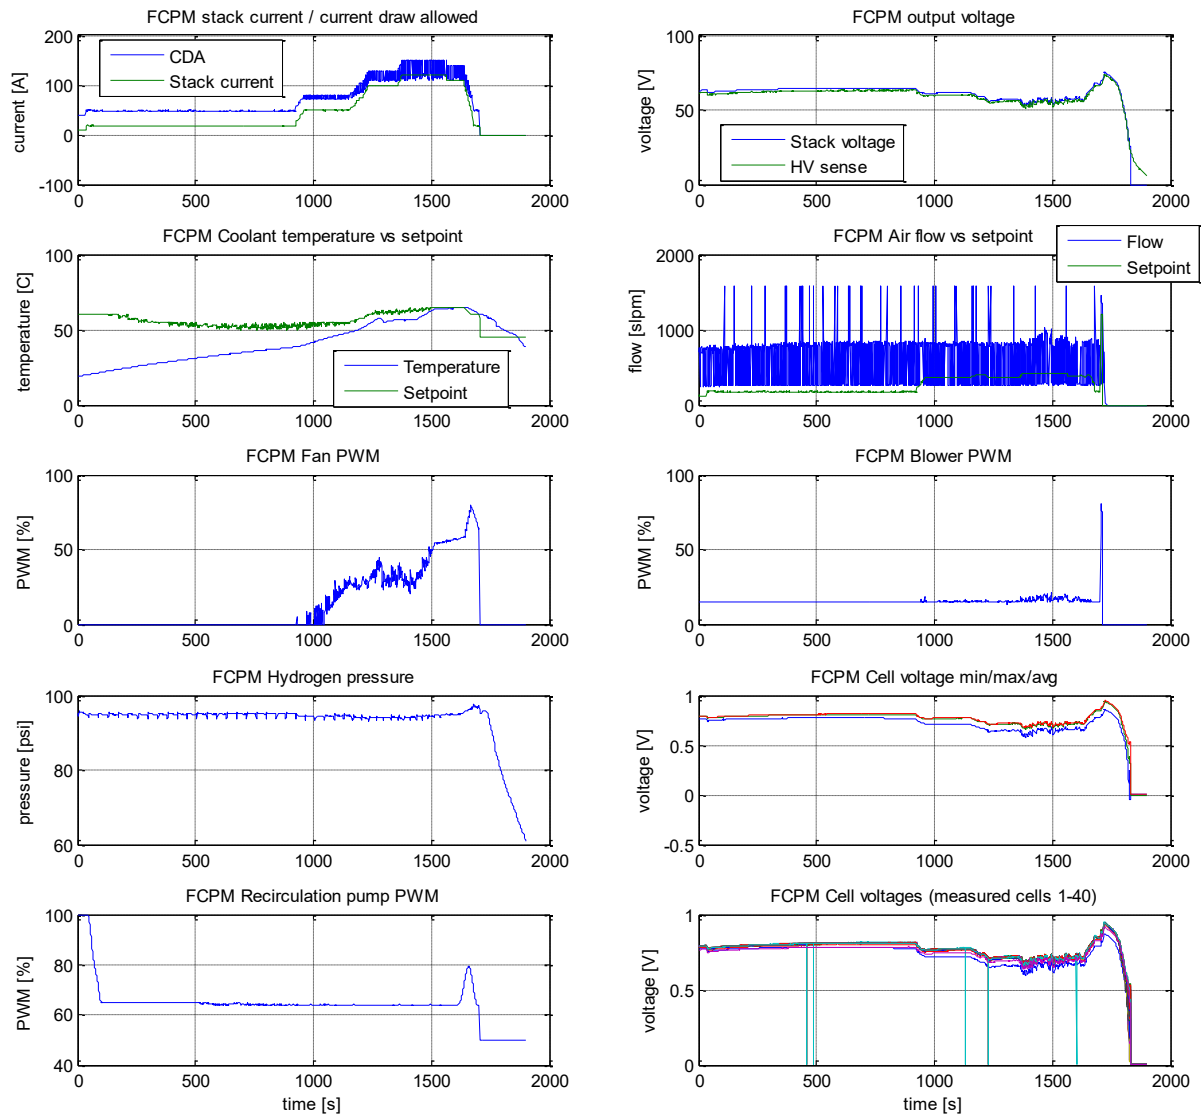 FCPM stack current / current draw allowed
200
100
0
-100
current [A]
CDA
Stack current
0 500 1000 1500 2000
FCPM output voltage
100
50
0
voltage [V]
Stack voltage
HV sense
0 500 1000 1500 2000
FCPM Coolant temperature vs setpoint
100
50
0
temperature [C]
Temperature
Setpoint
0 500 1000 1500 2000
FCPM Air flow vs setpoint
2000
1000
0
flow [slpm]
Flow
Setpoint
0 500 1000 1500 2000
FCPM Fan PWM
100
50
0
PWM [%]
0 500 1000 1500 2000
FCPM Blower PWM
100
50
0
PWM [%]
0 500 1000 1500 2000
FCPM Hydrogen pressure
100
80
60
pressure [psi]
0 500 1000 1500 2000
FCPM Cell voltage min/max/avg
1
0.5
0
-0.5
voltage [V]
0 500 1000 1500 2000
FCPM Recirculation pump PWM
100
80
60
40
PWM [%]
0 500 1000 1500 2000
time [s]
FCPM Cell voltages (measured cells 1-40)
1
0.5
0
voltage [V]
0 500 1000 1500 2000
time [s]